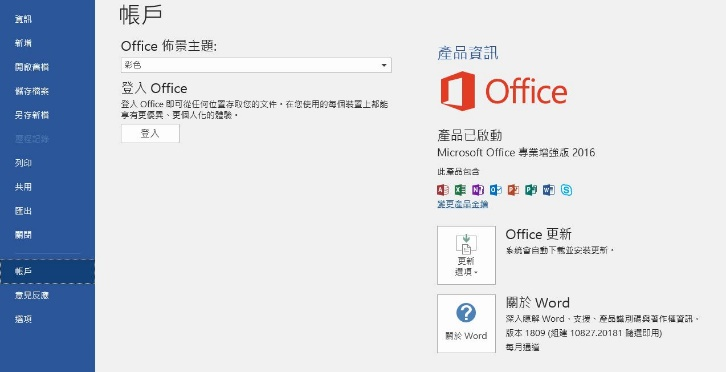 資訊
新增
開啟舊檔
儲存檔案
另存新檔
歷程記錄
列印
共用
匯出
關閉
帳戶
意見反應
選項
帳戶
Office 佈景主題:
彩色
登入 Office
登入 Office 即可從任何位置存取您的文件。在您使用的每個裝置上都能
享有更優異、更個人化的體驗。
登入
產品資訊
Office
產品已啟動
Microsoft Office 專業增強版 2016
此產品包含
變更產品金鑰
更新
選項
Office 更新
系統會自動下載並安裝更新。
關於 Word
關於 Word
深入瞭解 Word、支援、產品識別碼與著作權資訊。
版本 1809 (組建 10827.20181 隨選即用)
每月通道